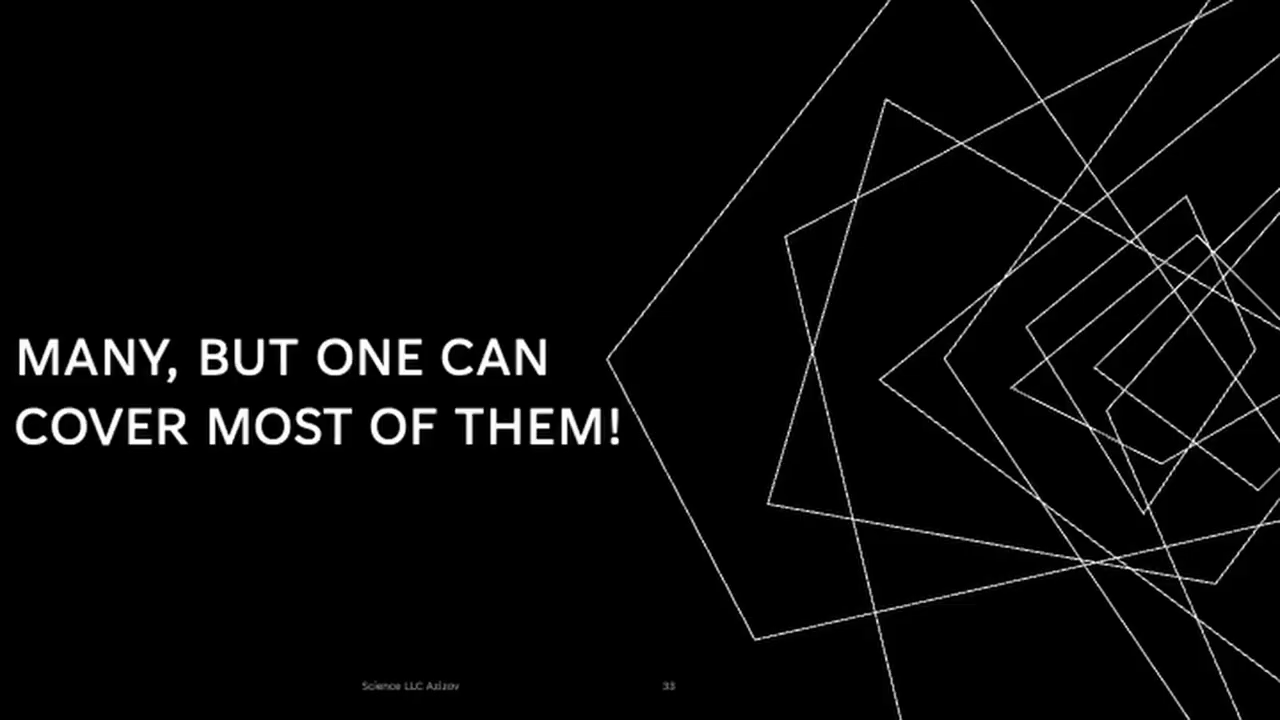 MANY, BUT ONE CAN
COVER MOST OF THEM!
Science LLC Azizov
33